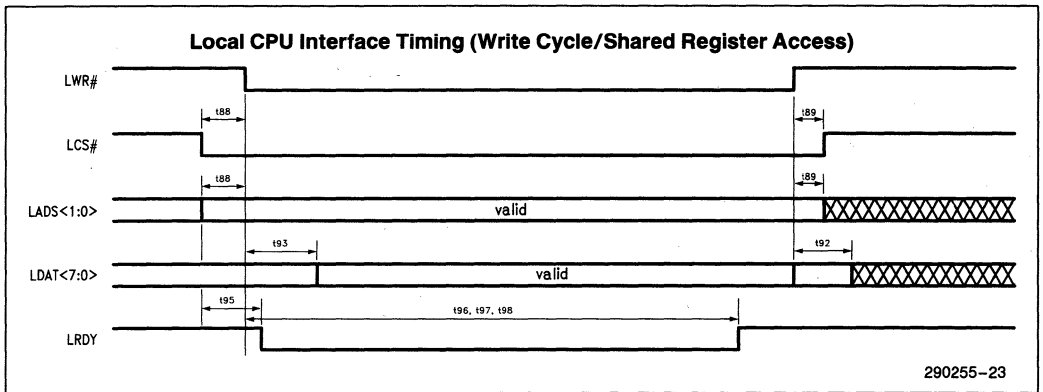 Local CPU Interface Timing (Write Cycle/Shared Register Access)
LWR#
t88
t89
LCS#
t88
t89
LADS<1:0>
valid
t93
t92
LDAT<7:0>
valid
t95
t96, t97, t98
LRDY
290255-23